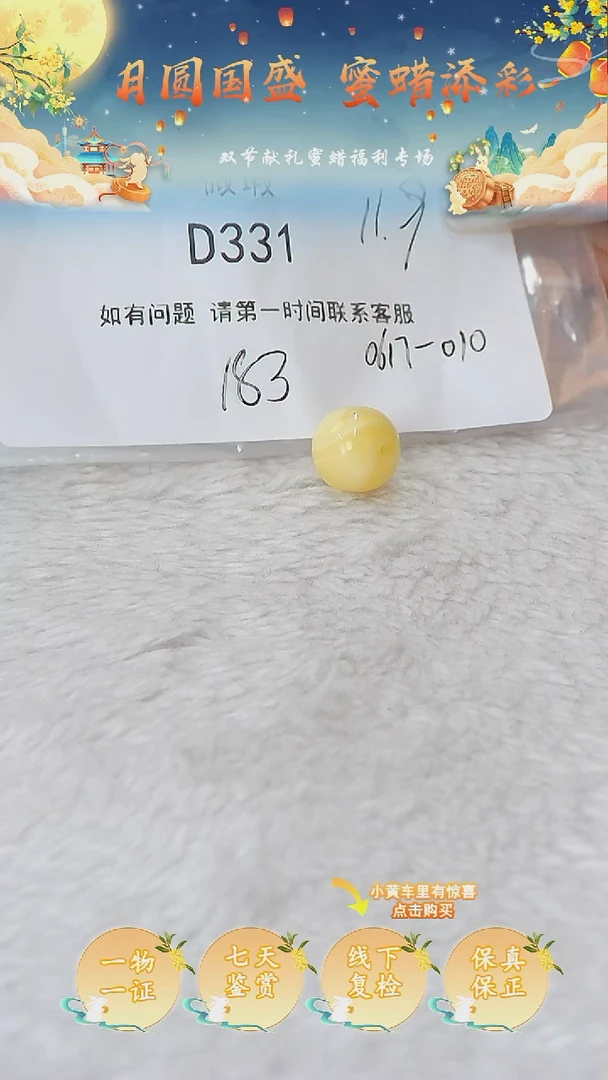 月圆国盛 蜜蜡添彩
双节献礼蜜蜡福利专场
D331
11.9
如有问题 请第一时间联系客服
183
0617-010
小黄车里有惊喜
点击购买
一物
一证
七天
鉴赏
线下
复检
保真
保正